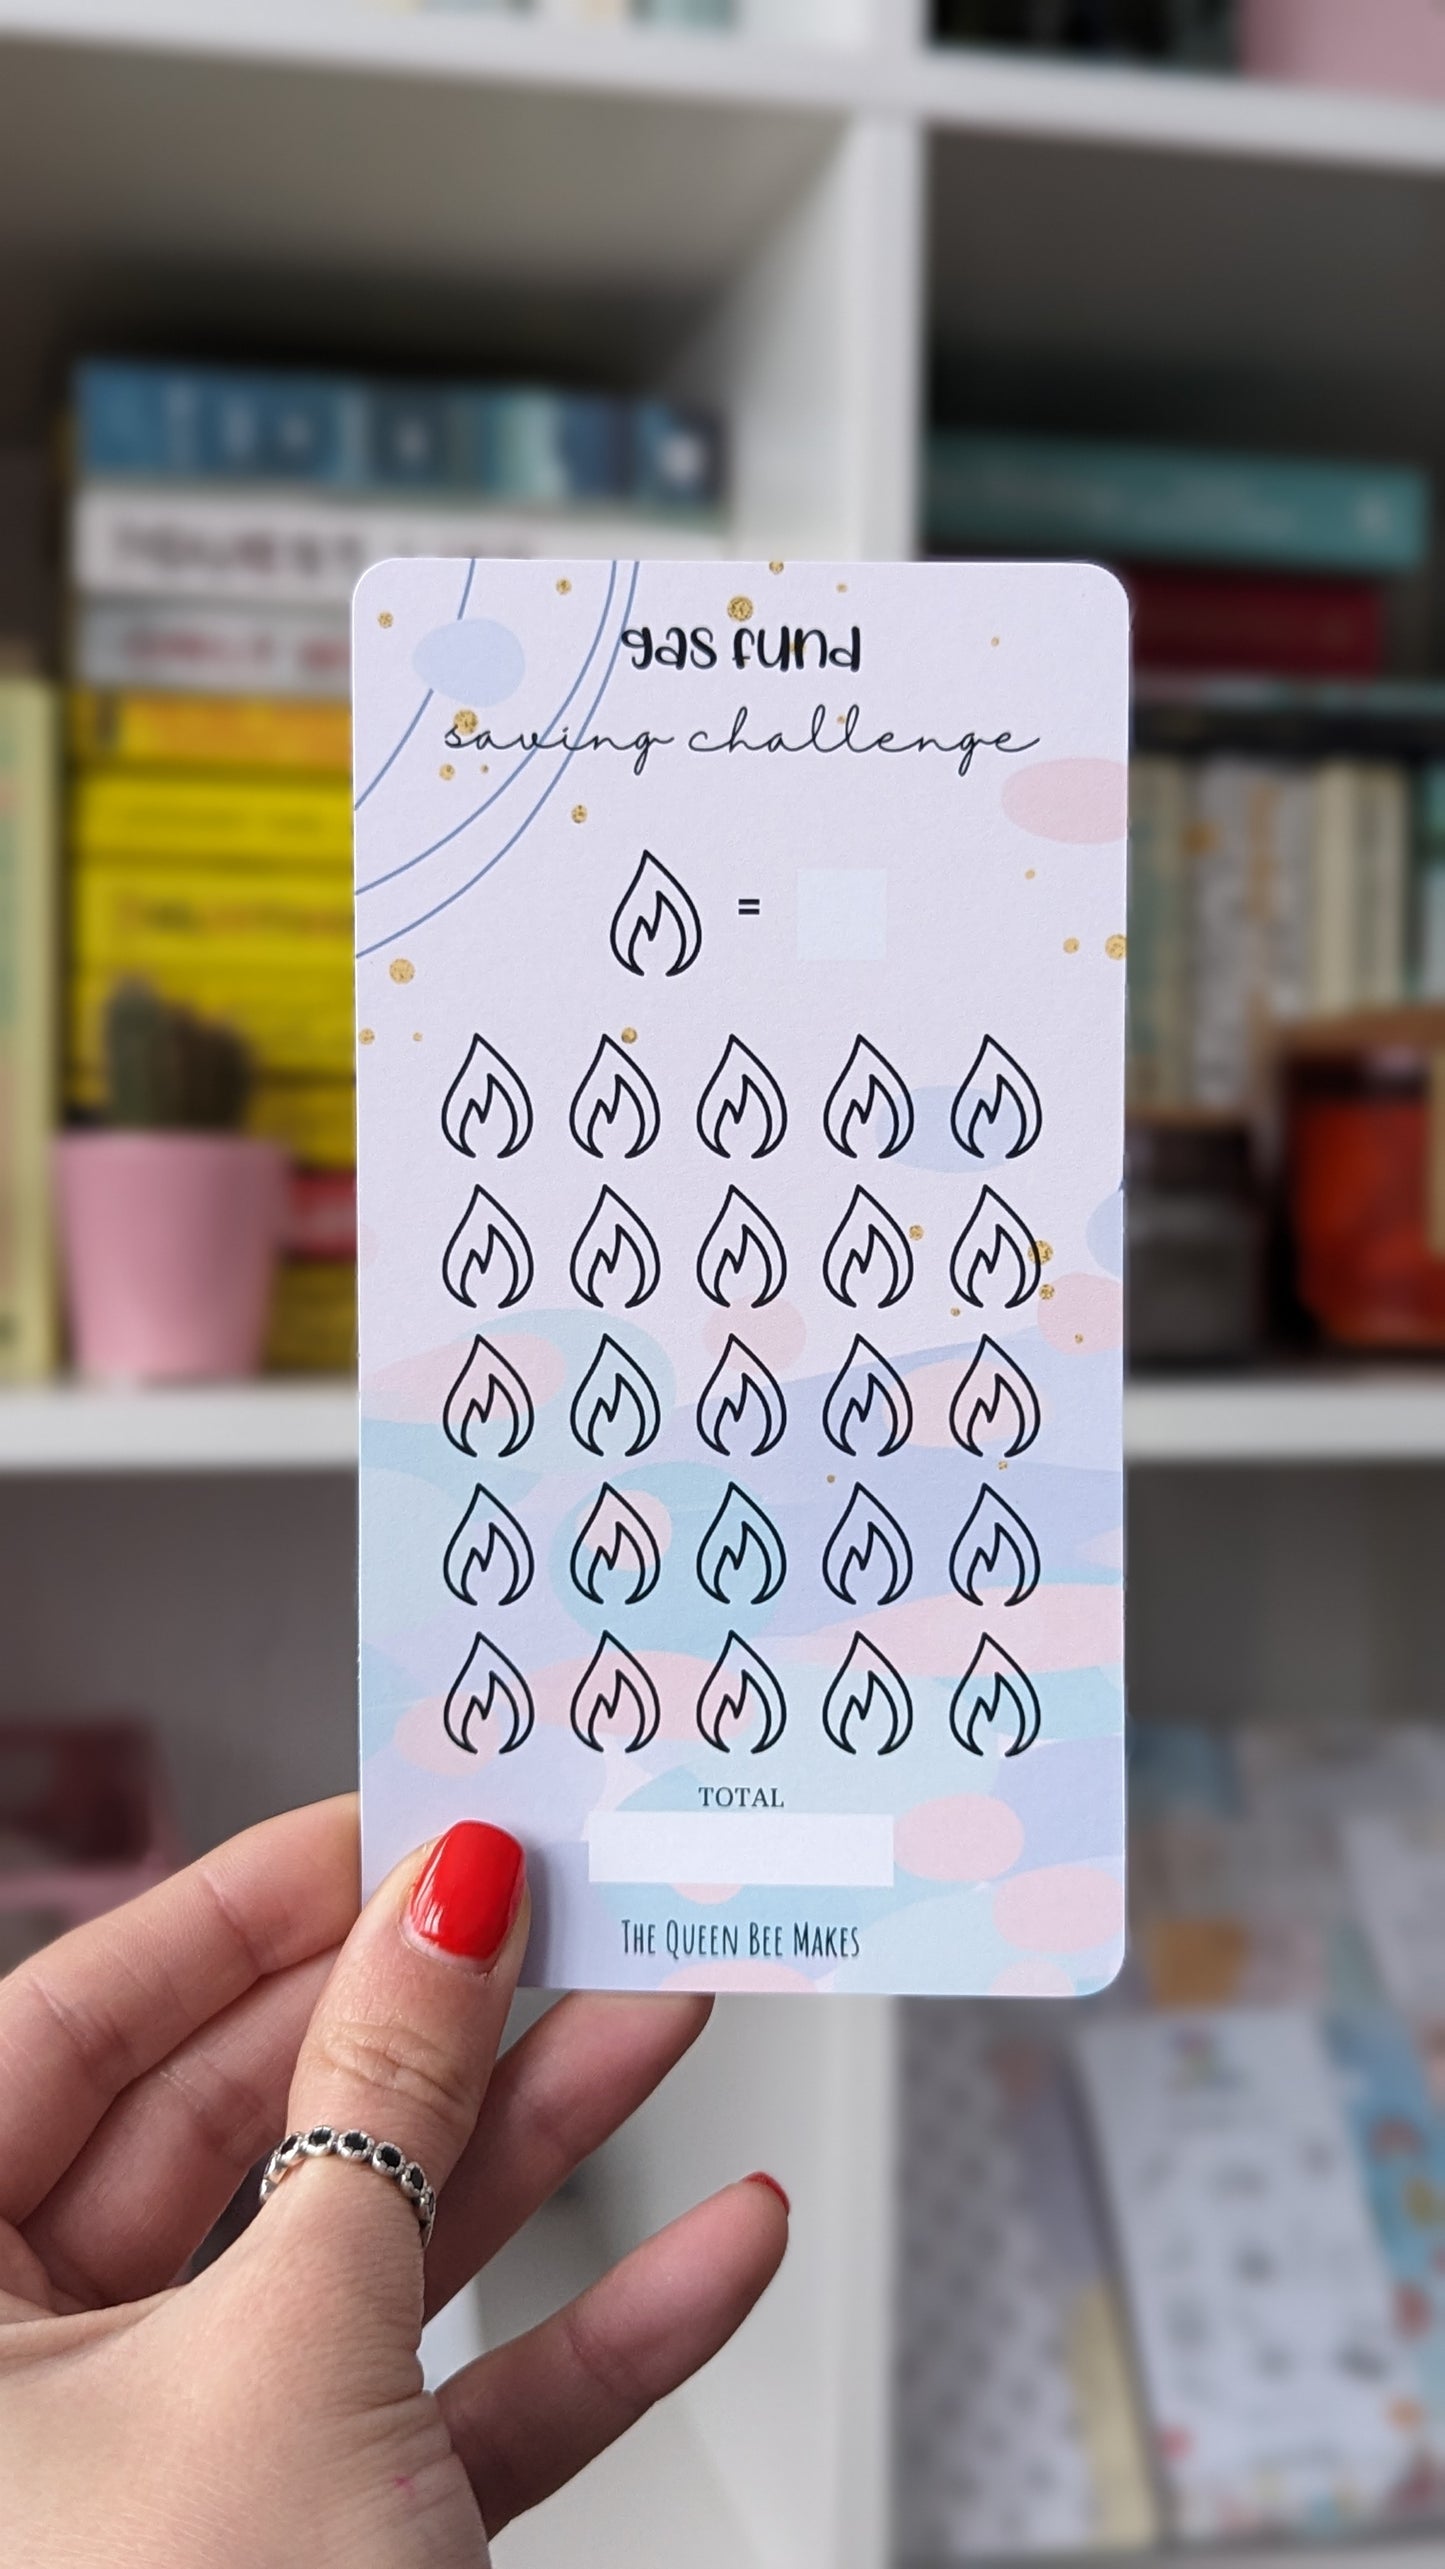 gas fund
saving challenge
=
TOTAL
THE QUEEN BEE MAKES